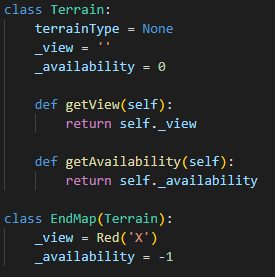 class Terrain:
    terrainType = None
    _view = ''
    _availability = 0
    def getView(self):
        return self._view
    def getAvailability(self):
        return self._availability
class EndMap(Terrain):
    _view = Red('X')
    _availability = -1